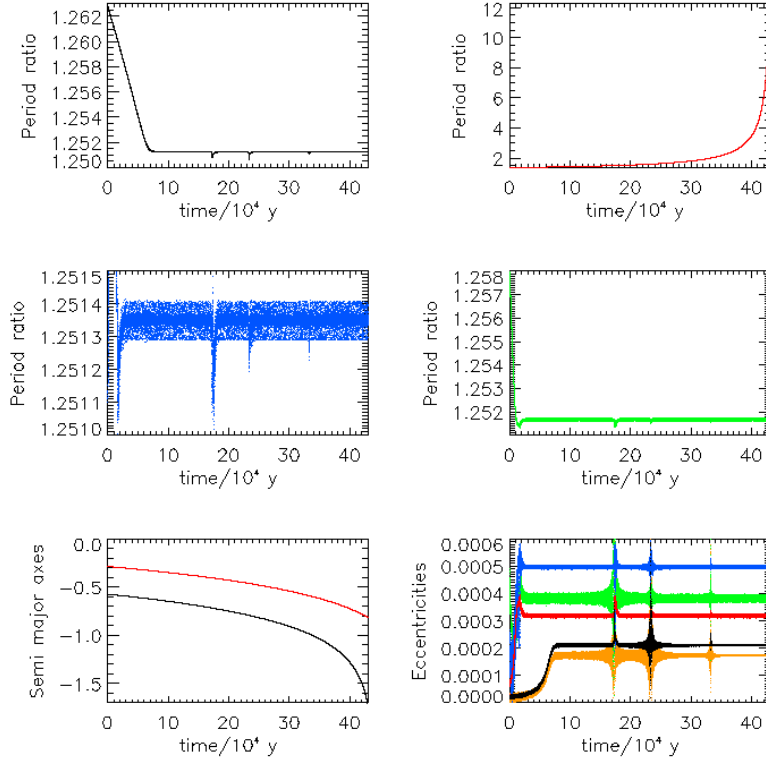 1.262
1.260
1.258
1.256
1.254
1.252
1.250
Period ratio
0 10 20 30 40
time/10⁴ y
12
10
8
6
4
2
Period ratio
0 10 20 30 40
time/10⁴ y
1.2515
1.2514
1.2513
1.2512
1.2511
1.2510
Period ratio
0 10 20 30 40
time/10⁴ y
1.258
1.257
1.256
1.255
1.253
1.252
Period ratio
0 10 20 30 40
time/10⁴ y
0.0
−0.5
−1.0
−1.5
Semi major axes
0 10 20 30 40
time/10⁴ y
0.0006
0.0005
0.0004
0.0003
0.0002
0.0000
Eccentricities
0 10 20 30 40
time/10⁴ y